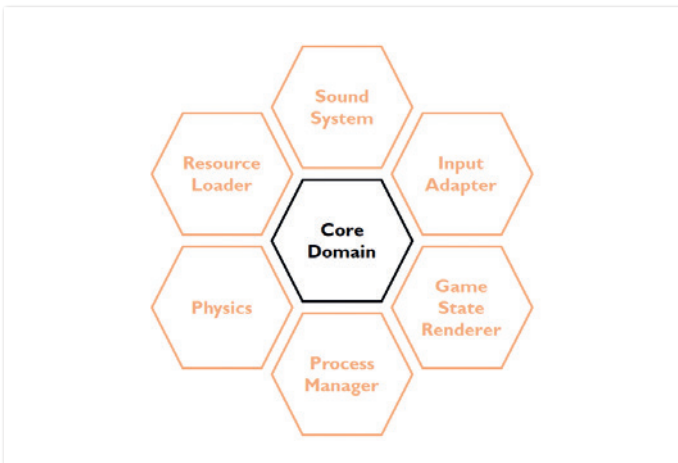 Sound
System
Resource
Loader
Input
Adapter
Core
Domain
Physics
Game
State
Renderer
Process
Manager